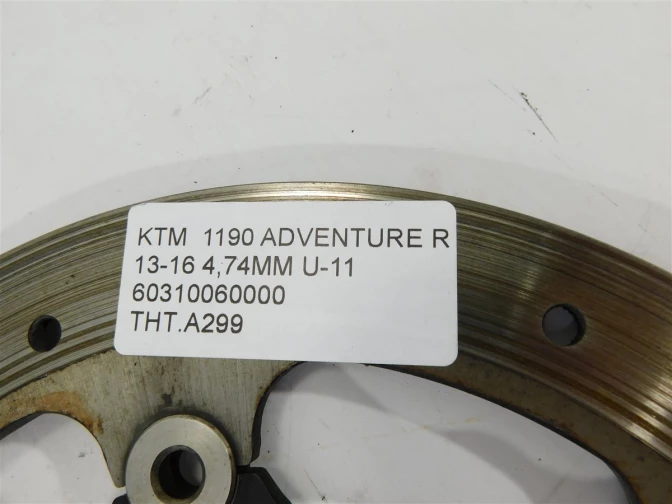 KTM 1190 ADVENTURE R
13-16 4,74MM U-11
60310060000
THT.A299